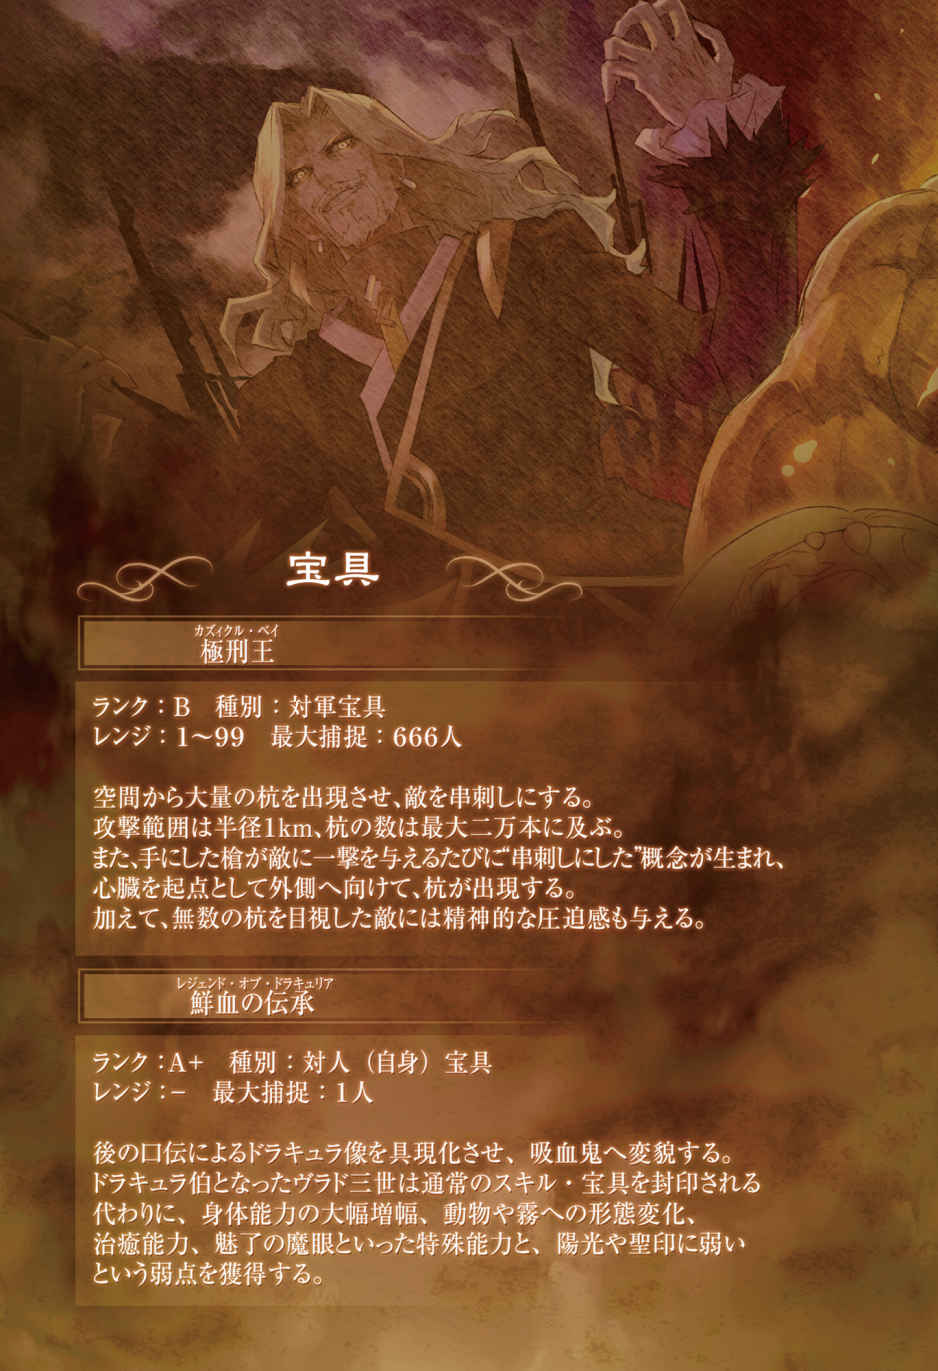 宝具
カズィクル・ベイ
極刑王
ランク：B　種別：対軍宝具
レンジ：1〜99　最大捕捉：666人
空間から大量の杭を出現させ、敵を串刺しにする。
攻撃範囲は半径1km、杭の数は最大二万本に及ぶ。
また、手にした槍が敵に一撃を与えるたびに“串刺しにした”概念が生まれ、
心臓を起点として外側へ向けて、杭が出現する。
加えて、無数の杭を目視した敵には精神的な圧迫感も与える。
レジェンド・オブ・ドラキュリア
鮮血の伝承
ランク：A+　種別：対人（自身）宝具
レンジ：−　最大捕捉：1人
後の口伝によるドラキュラ像を具現化させ、吸血鬼へ変貌する。
ドラキュラ伯となったヴラド三世は通常のスキル・宝具を封印される
代わりに、身体能力の大幅増幅、動物や霧への形態変化、
治癒能力、魅了の魔眼といった特殊能力と、陽光や聖印に弱い
という弱点を獲得する。